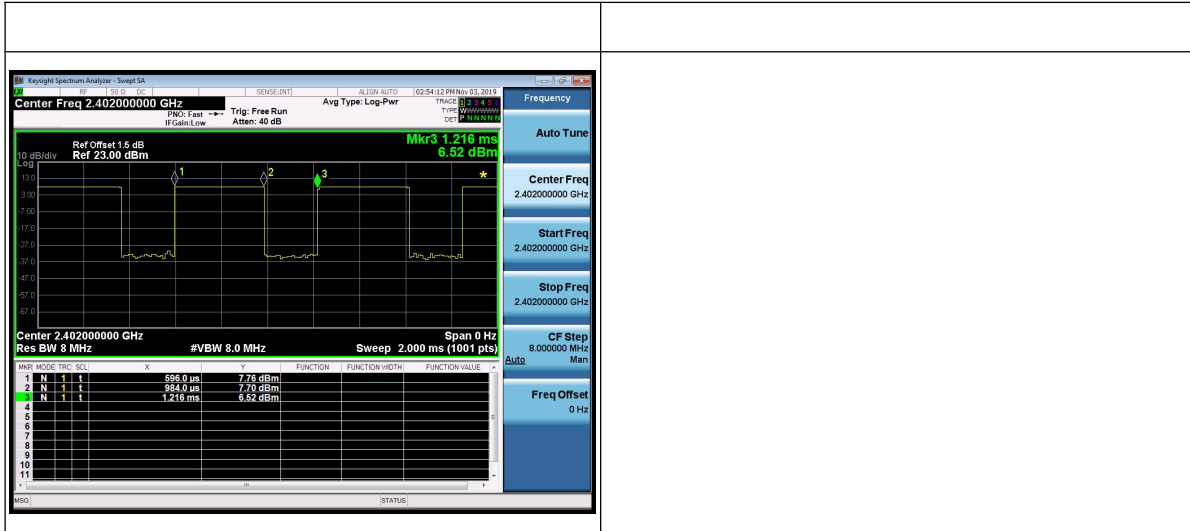 Keysight Spectrum Analyzer - Swept SA
RF 50 Ω DC SENSE:INT ALIGN AUTO 02:54:12 PM Nov 03, 2019
Center Freq 2.402000000 GHz
PNO: Fast
IFGain:Low
Trig: Free Run
Atten: 40 dB
Avg Type: Log-Pwr
TRACE 1 2 3 4 5 6
TYPE
DET P N N N N N
Ref Offset 1.5 dB
Ref 23.00 dBm
10 dB/div
Log
Mkr3 1.216 ms
6.52 dBm
1
2
3
*
13.0
3.00
-7.00
-17.0
-27.0
-37.0
-47.0
-57.0
-67.0
Center 2.402000000 GHz Span 0 Hz
Res BW 8 MHz #VBW 8.0 MHz Sweep 2.000 ms (1001 pts)
MKR MODE TRC SCL X Y FUNCTION FUNCTION WIDTH FUNCTION VALUE
1 N 1 t 596.0 µs 7.76 dBm
2 N 1 t 984.0 µs 7.70 dBm
3 N 1 t 1.216 ms 6.52 dBm
4
5
6
7
8
9
10
11
MSG STATUS
Frequency
Auto Tune
Center Freq
2.402000000 GHz
Start Freq
2.402000000 GHz
Stop Freq
2.402000000 GHz
CF Step
8.000000 MHz
Auto Man
Freq Offset
0 Hz